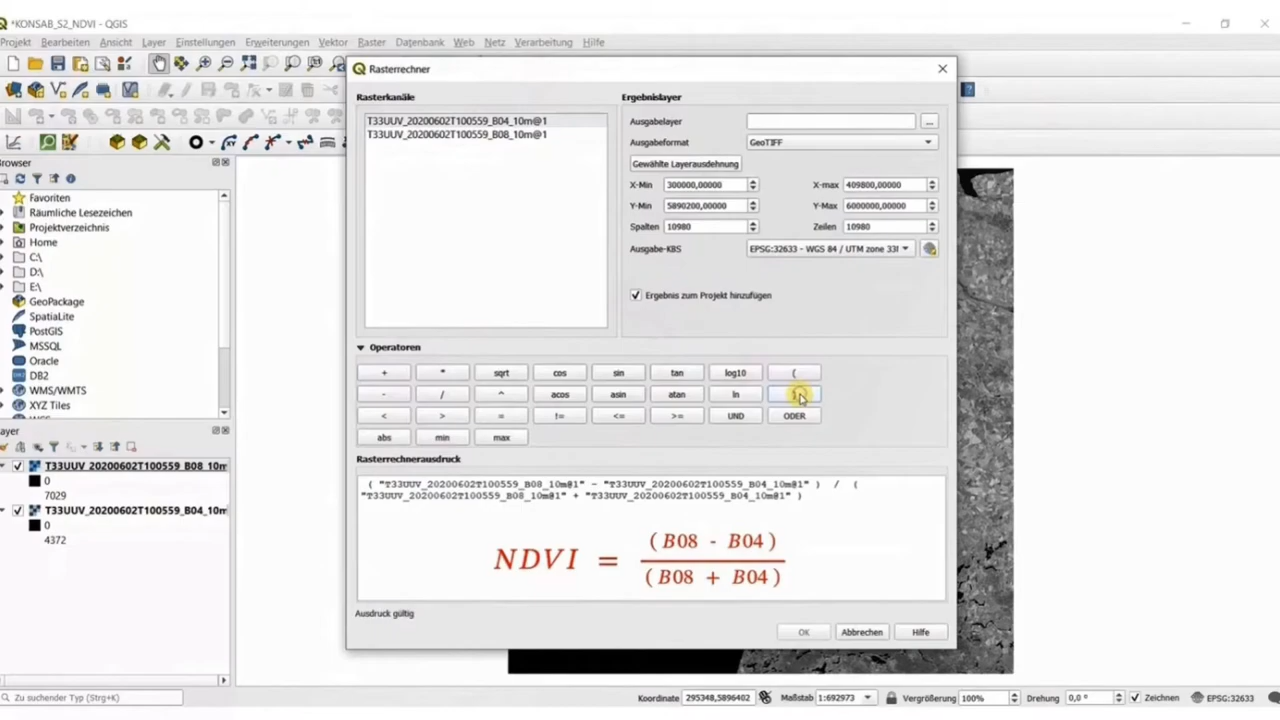 *KONSAB_S2_NDVI - QGIS
Projekt Bearbeiten Ansicht Layer Einstellungen Erweiterungen Vektor Raster Datenbank Web Netz Verarbeitung Hilfe
Rasterrechner
Rasterkanäle
T33UUV_20200602T100559_B04_10m@1
T33UUV_20200602T100559_B08_10m@1
Ergebnislayer
Ausgabelayer ...
Ausgabeformat GeoTIFF
Gewählte Layerausdehnung
X-Min 300000,00000 X-max 409800,00000
Y-Min 5890200,00000 Y-Max 6000000,00000
Spalten 10980 Zeilen 10980
Ausgabe-KBS EPSG:32633 - WGS 84 / UTM zone 33
Ergebnis zum Projekt hinzufügen
Operatoren
+ * sqrt cos sin tan log10 (
- / ^ acos asin atan ln
< > = != <= >= UND ODER
abs min max
Rasterrechnerausdruck
( "T33UUV_20200602T100559_B08_10m@1" - "T33UUV_20200602T100559_B04_10m@1" ) / (
"T33UUV_20200602T100559_B08_10m@1" + "T33UUV_20200602T100559_B04_10m@1" )
NDVI = ( B08 - B04 )
( B08 + B04 )
Ausdruck gültig
OK Abbrechen Hilfe
Browser
Favoriten
Räumliche Lesezeichen
Projektverzeichnis
Home
C:\
D:\
E:\
GeoPackage
SpatiaLite
PostGIS
MSSQL
Oracle
DB2
WMS/WMTS
XYZ Tiles
ayer
T33UUV_20200602T100559_B08_10m
0
7029
T33UUV_20200602T100559_B04_10m
0
4372
Zu suchender Typ (Strg+K)
Koordinate 295348,5896402 Maßstab 1:692973 Vergrößerung 100% Drehung 0,0 ° Zeichnen EPSG:32633